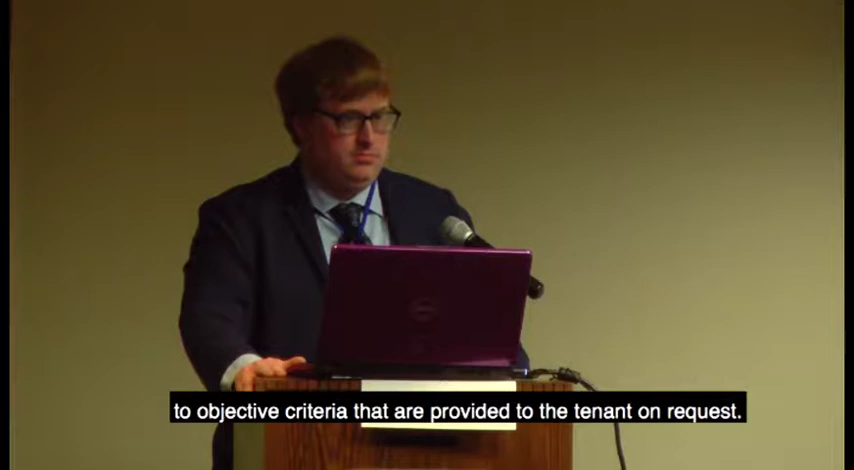 to objective criteria that are provided to the tenant on request.